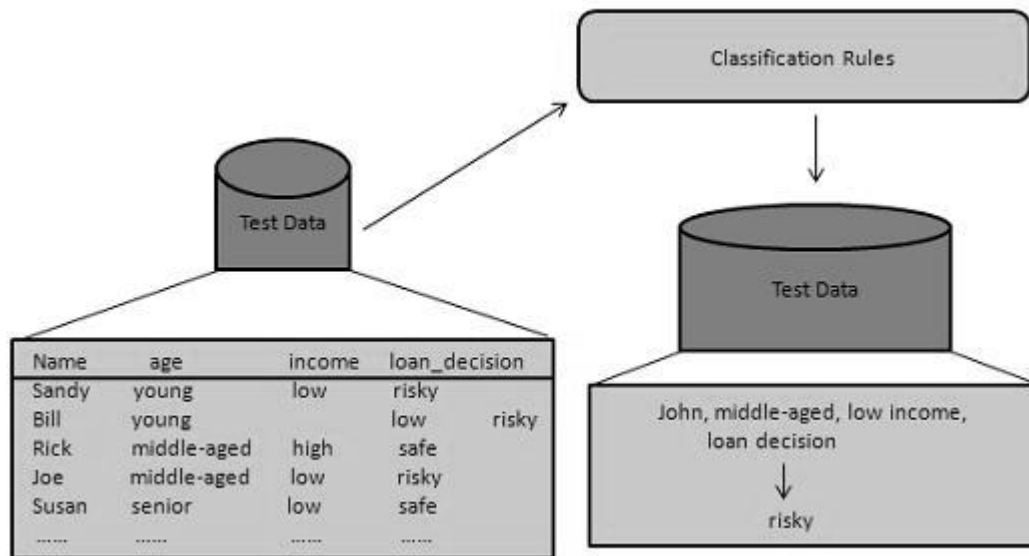 Classification Rules
Test Data
Test Data
Name age income loan_decision
Sandy young low risky
Bill young low risky
Rick middle-aged high safe
Joe middle-aged low risky
Susan senior low safe
...... ...... ...... ......
John, middle-aged, low income,
loan decision
risky